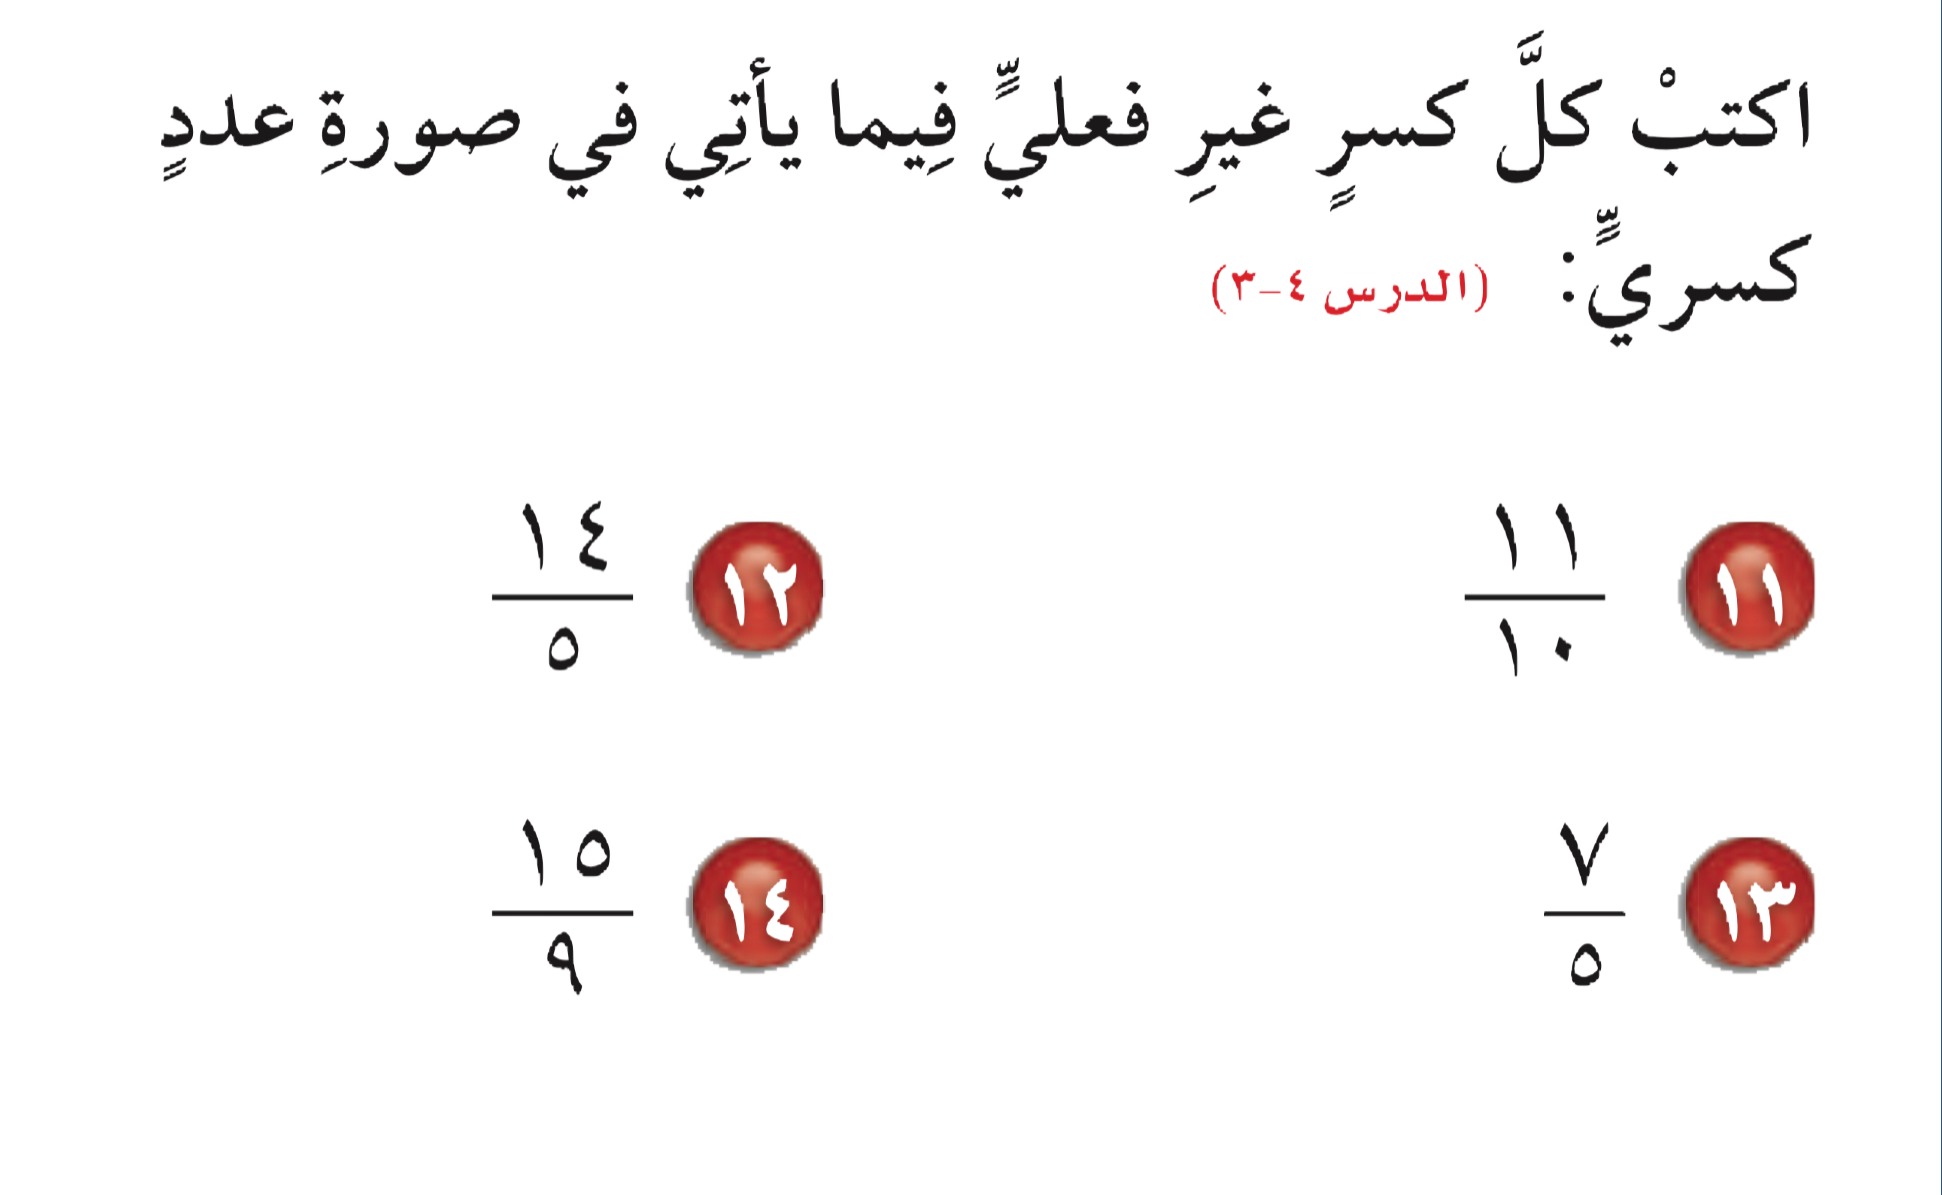 اكتبْ كلَّ كسرٍ غيرِ فعليٍّ فِيما يأتِي في صورةِ عددٍ
كسريٍّ: (الدرس ٤-٣)
١١ ١١/١٠
١٢ ١٤/٥
١٣ ٧/٥
١٤ ١٥/٩